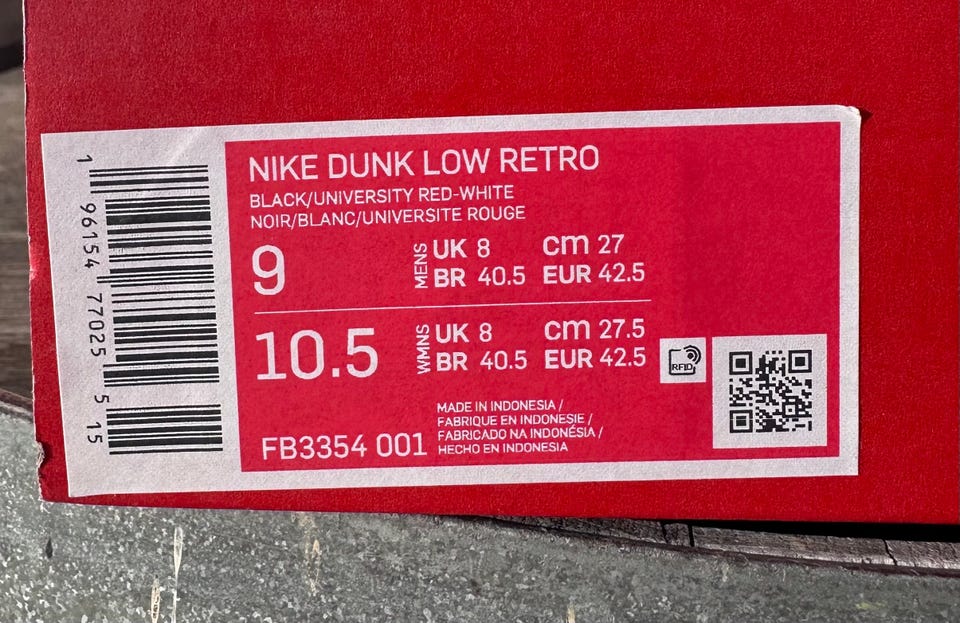 NIKE DUNK LOW RETRO
BLACK/UNIVERSITY RED-WHITE
NOIR/BLANC/UNIVERSITE ROUGE
9 MENS UK 8 cm 27
BR 40.5 EUR 42.5
10.5 WMNS UK 8 cm 27.5
BR 40.5 EUR 42.5
RFID
MADE IN INDONESIA /
FABRIQUE EN INDONESIE /
FABRICADO NA INDONÉSIA /
HECHO EN INDONESIA
FB3354 001
1 96154 77025 5 15